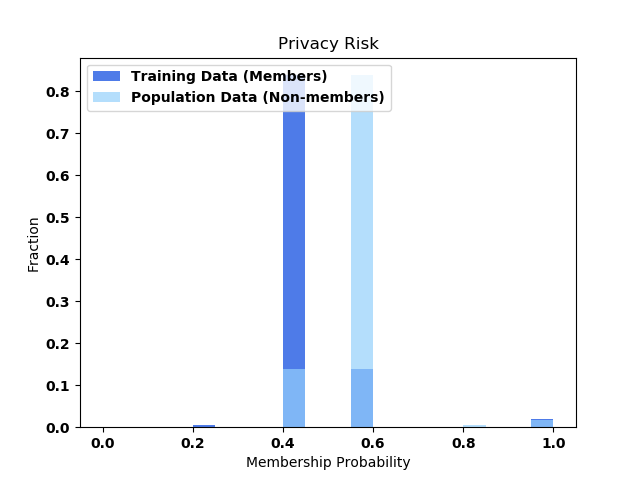 Privacy Risk
Training Data (Members)
Population Data (Non-members)
0.8
0.7
0.6
0.5
0.4
0.3
0.2
0.1
0.0
Fraction
0.0 0.2 0.4 0.6 0.8 1.0
Membership Probability